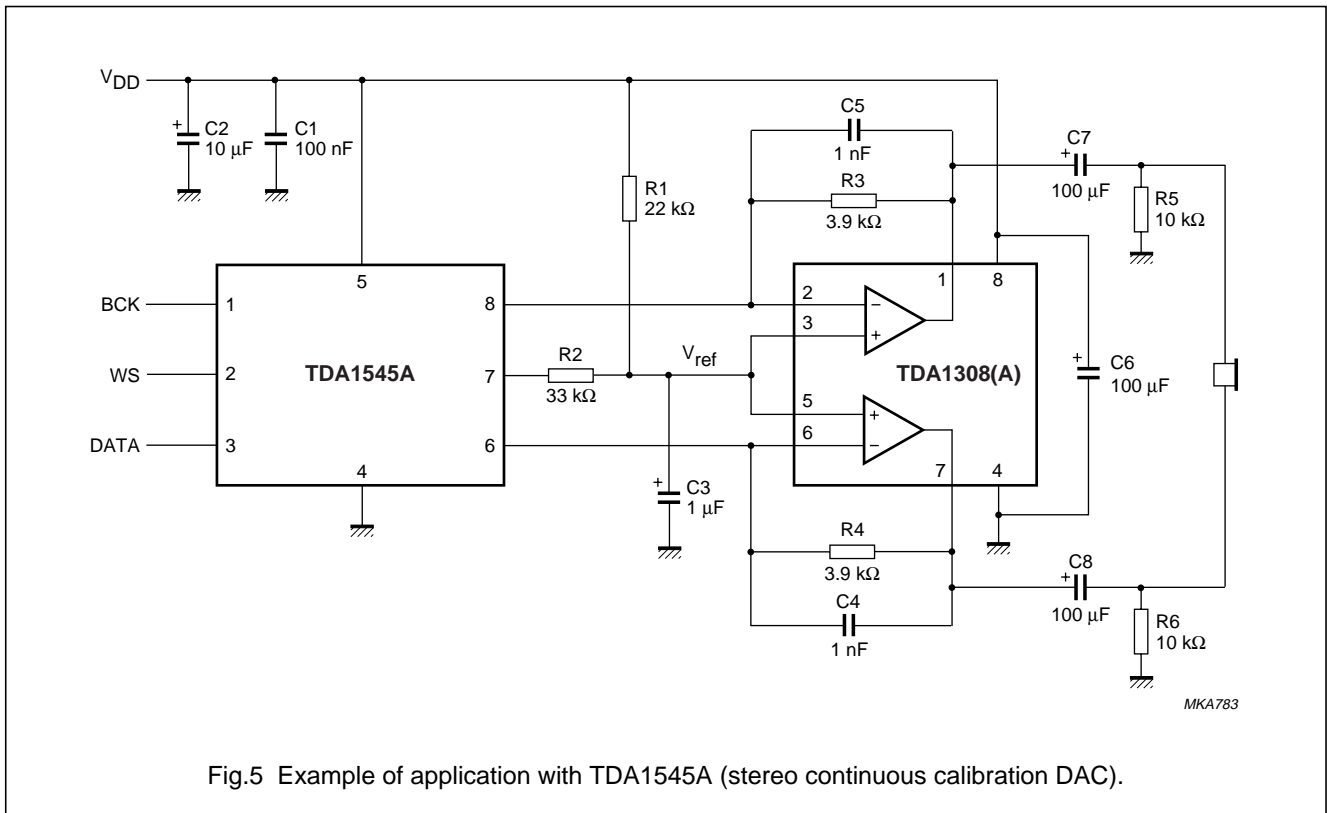 VDD
+
C2
10 μF
C1
100 nF
R1
22 kΩ
C5
1 nF
R3
3.9 kΩ
C7
+
100 μF
R5
10 kΩ
5
1
8
BCK
1
8
2
−
3
+
WS
2
TDA1545A
7
R2
33 kΩ
Vref
TDA1308(A)
+
C6
100 μF
5
+
6
−
DATA
3
6
4
7
4
+
C3
1 μF
R4
3.9 kΩ
C4
1 nF
C8
+
100 μF
R6
10 kΩ
MKA783
Fig.5 Example of application with TDA1545A (stereo continuous calibration DAC).